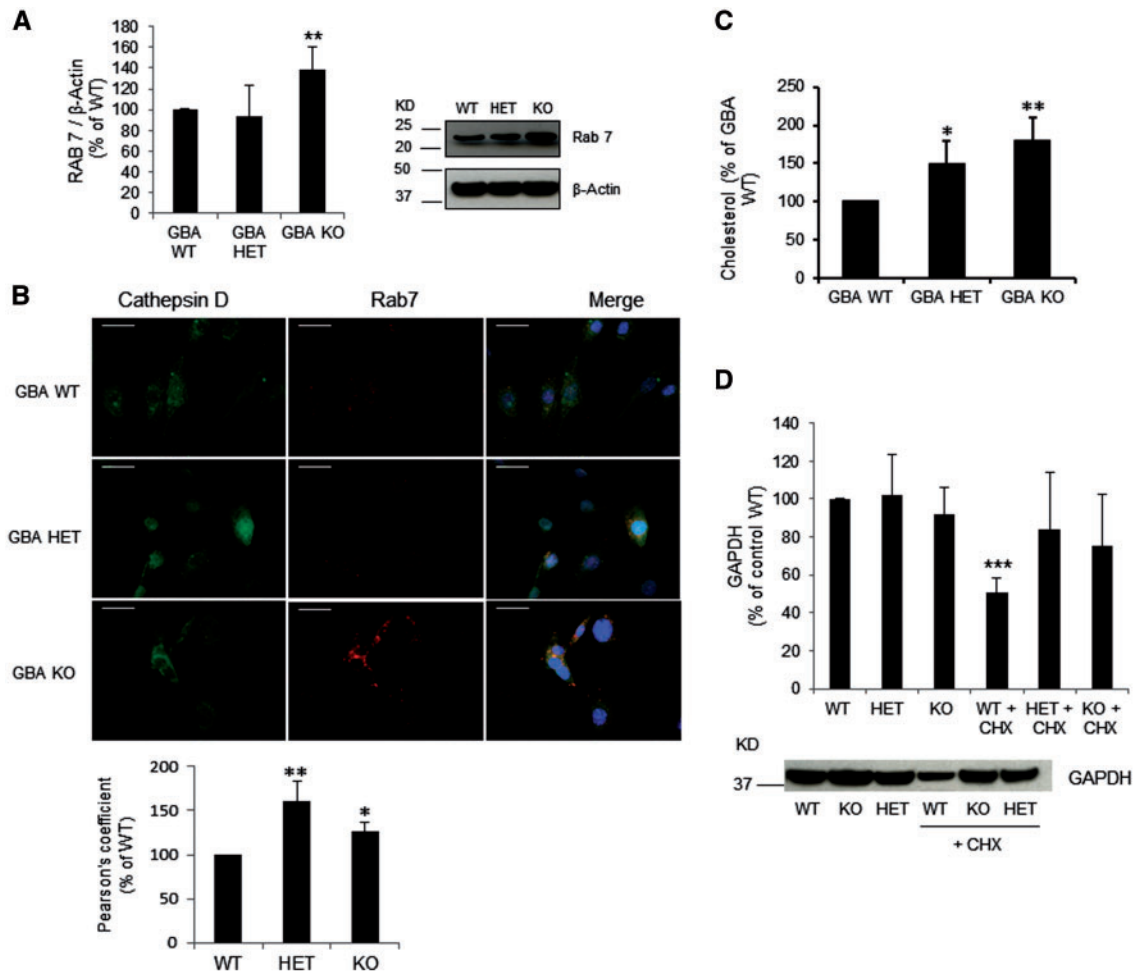 A
RAB 7 / β-Actin
(% of WT)
180
160
140
120
100
80
60
40
20
0
**
GBA
WT
GBA
HET
GBA KO
KD
WT HET KO
25
20
Rab 7
50
37
β-Actin
B
Cathepsin D
Rab7
Merge
GBA WT
GBA HET
GBA KO
Pearson's coefficient
(% of WT)
200
150
100
50
0
**
*
WT
HET
KO
C
Cholesterol (% of GBA
WT)
250
200
150
100
50
0
*
**
GBA WT
GBA HET
GBA KO
D
GAPDH
(% of control WT)
140
120
100
80
60
40
20
0
***
WT
HET
KO
WT +
CHX
HET +
CHX
KO +
CHX
KD
37
GAPDH
WT KO HET WT KO HET
+ CHX